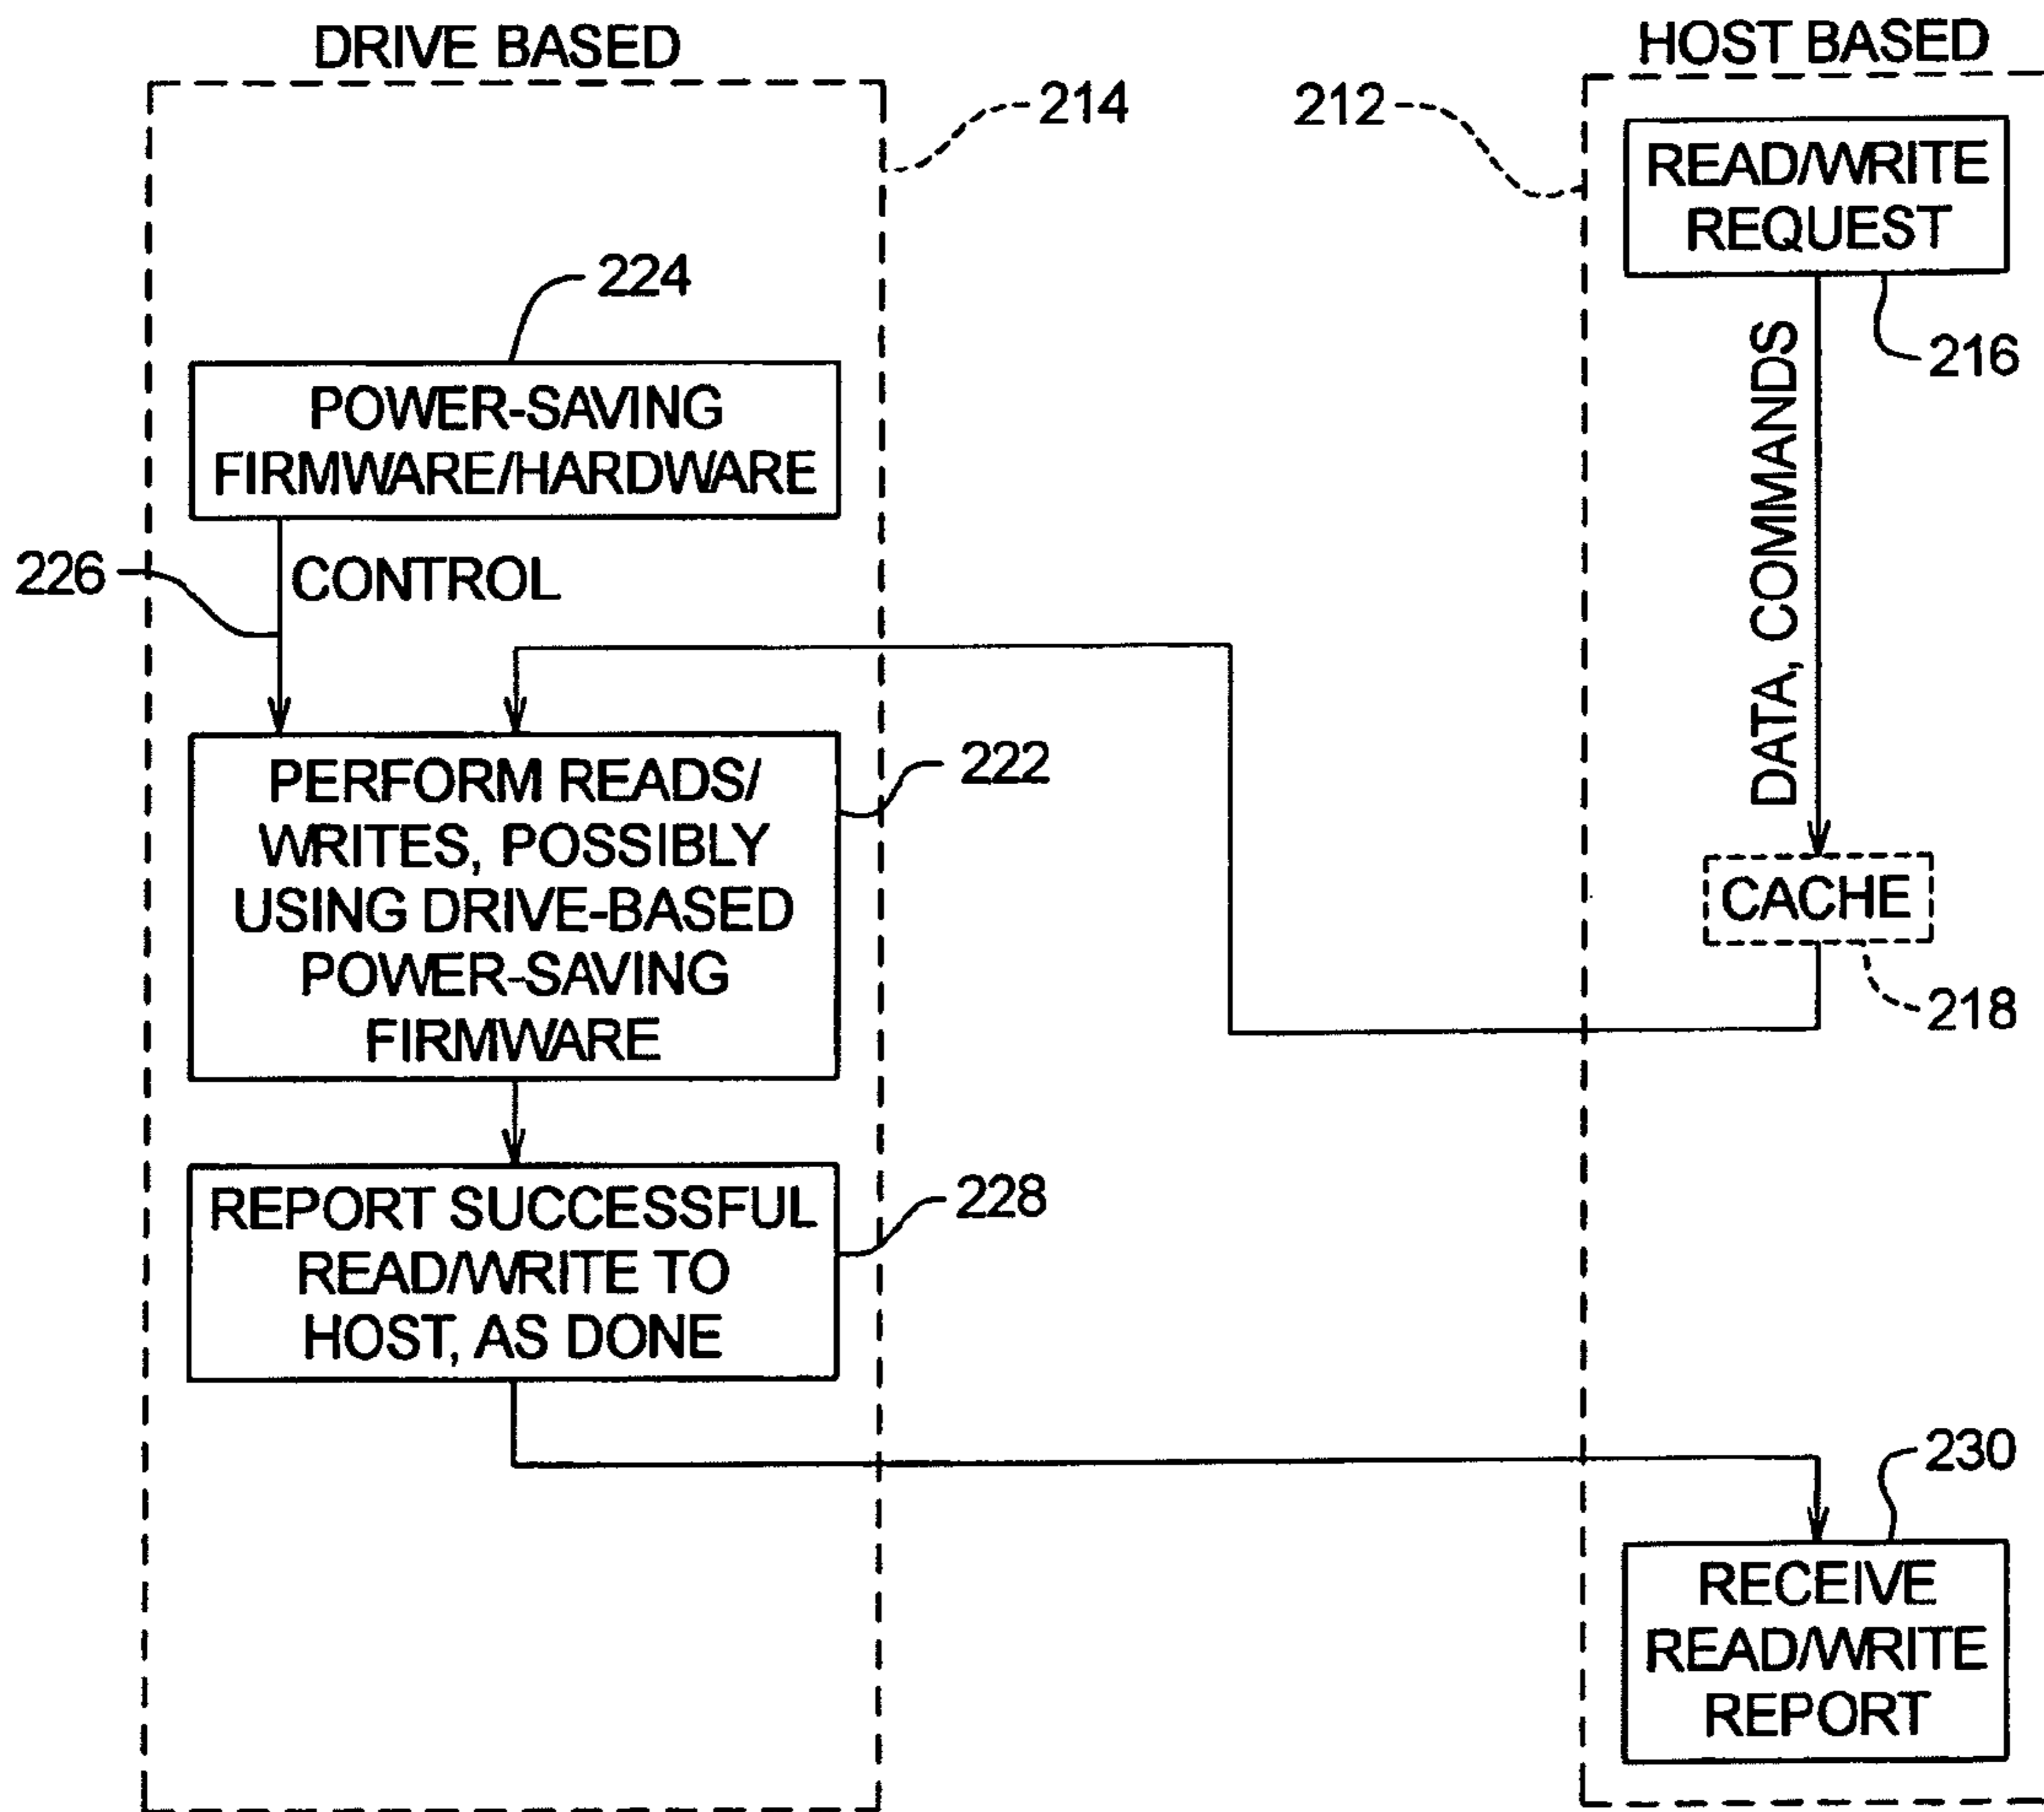 DRIVE BASED
214
224
POWER-SAVING
FIRMWARE/HARDWARE
226
CONTROL
PERFORM READS/
WRITES, POSSIBLY
USING DRIVE-BASED
POWER-SAVING
FIRMWARE
222
REPORT SUCCESSFUL
READ/WRITE TO
HOST, AS DONE
228
HOST BASED
212
READ/WRITE
REQUEST
216
DATA, COMMANDS
CACHE
218
230
RECEIVE
READ/WRITE
REPORT